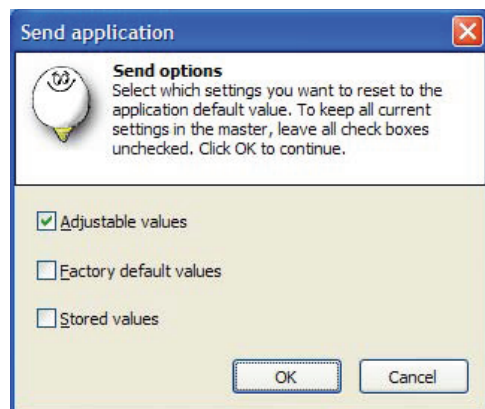 Send application
Send options
Select which settings you want to reset to the
application default value. To keep all current
settings in the master, leave all check boxes
unchecked. Click OK to continue.
Adjustable values
Factory default values
Stored values
OK Cancel